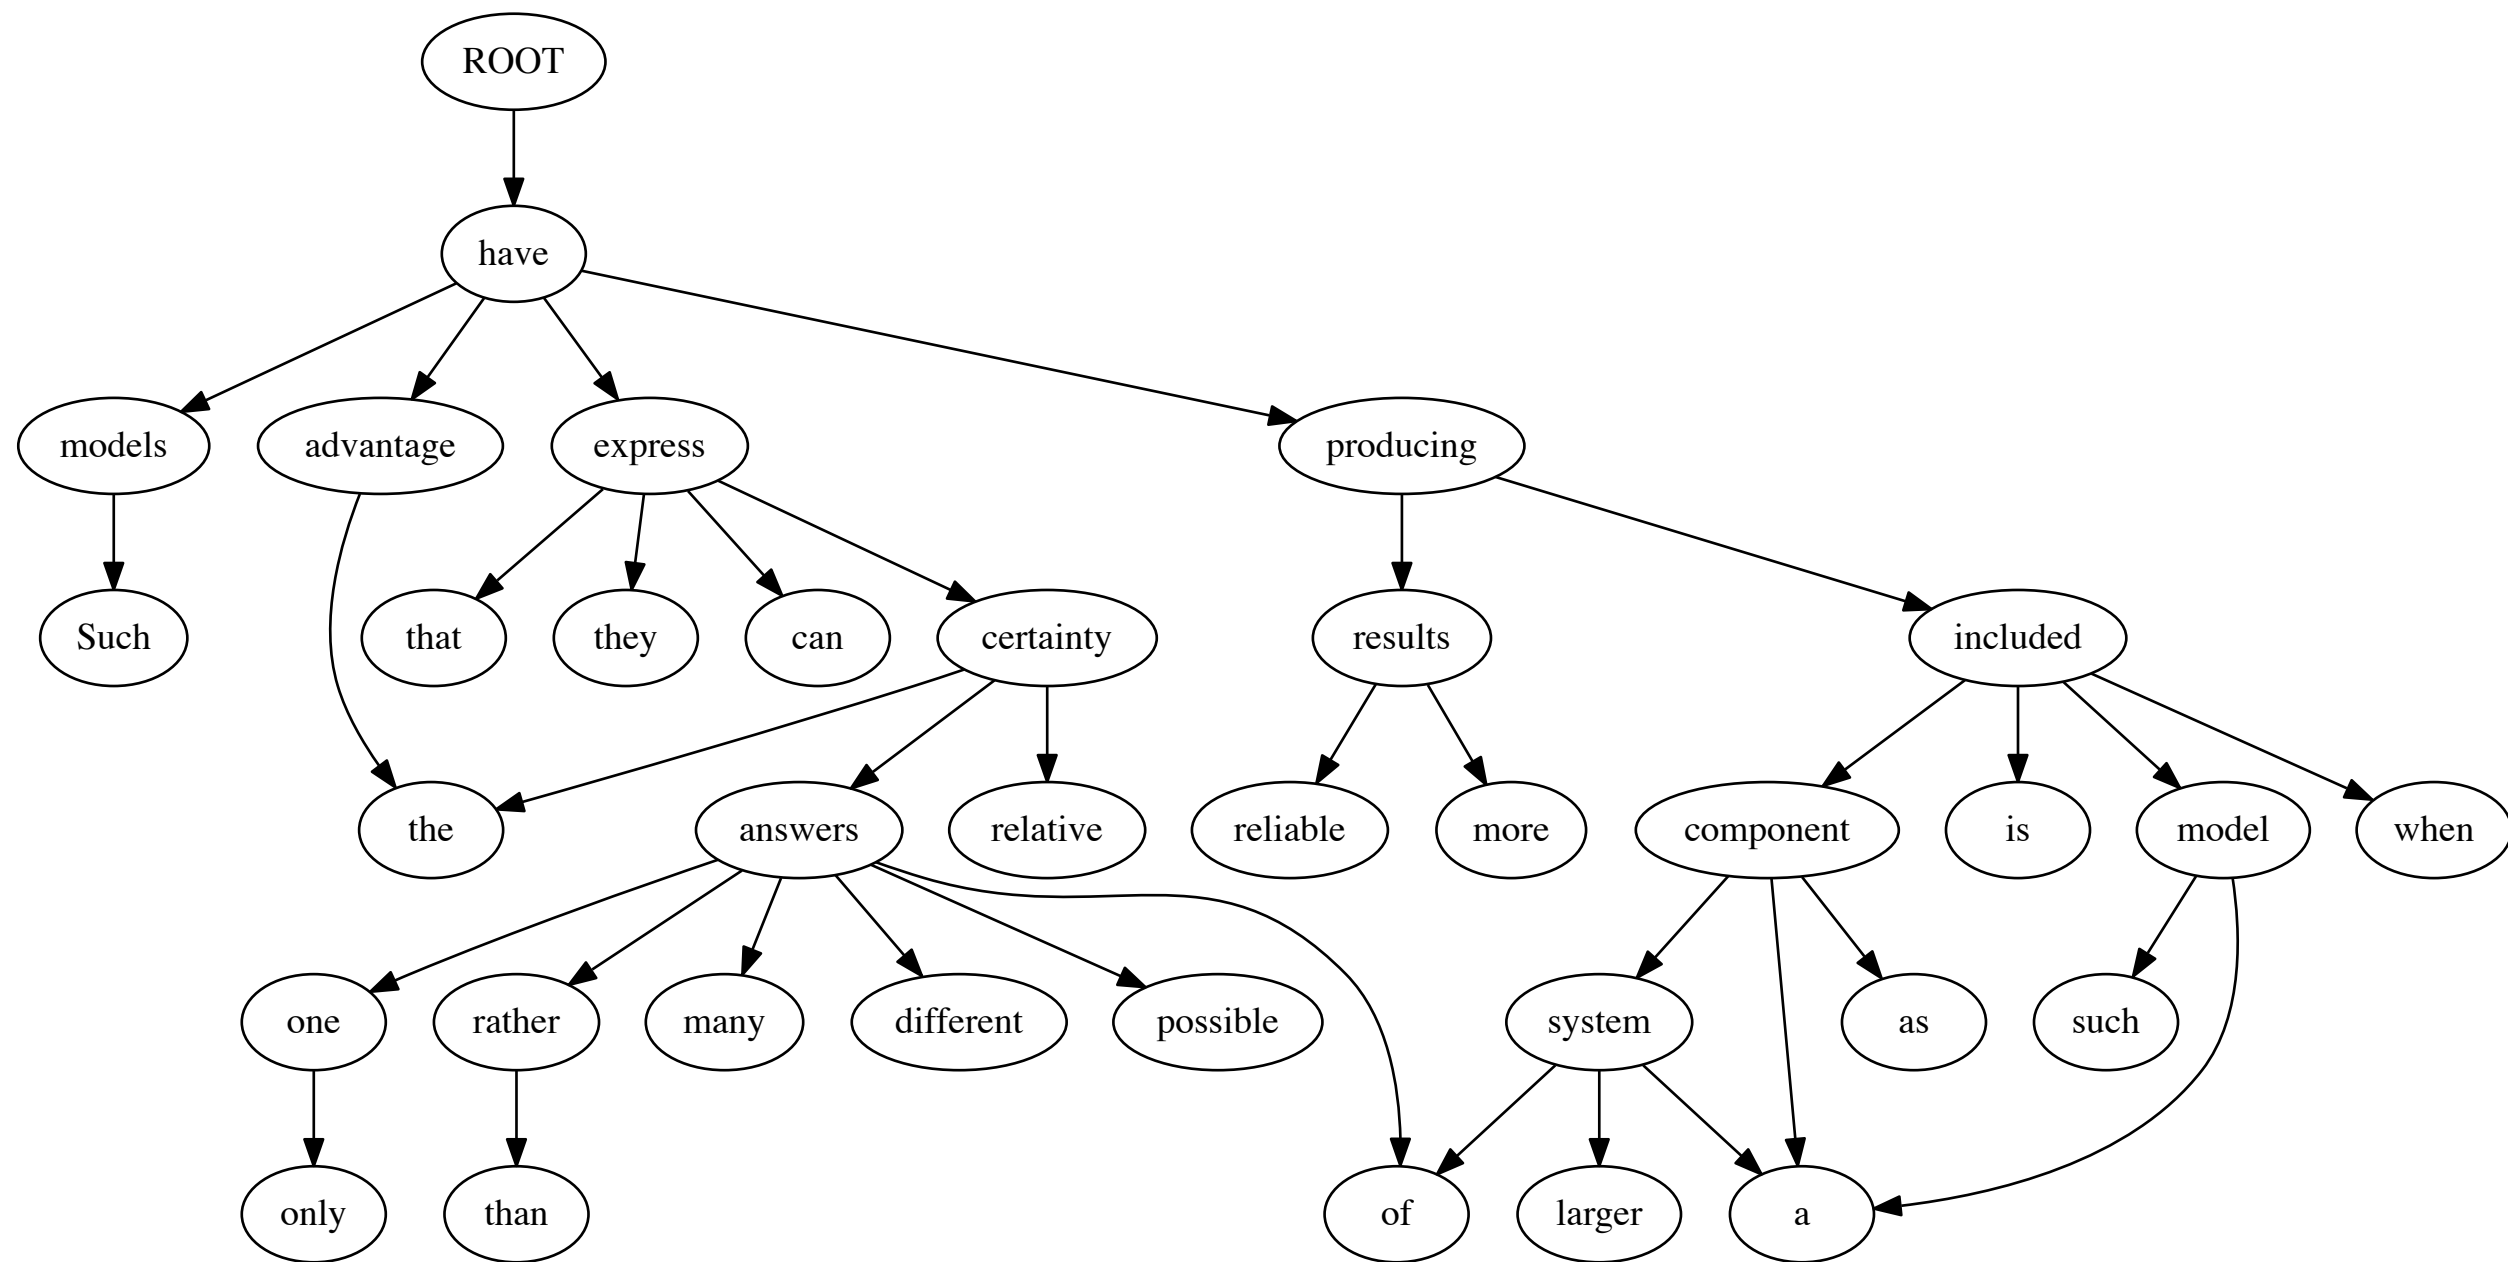 ROOT
have
models advantage express producing
Such that they can certainty results included
the answers relative reliable more component is model when
one rather many different possible system as such
only than of larger a